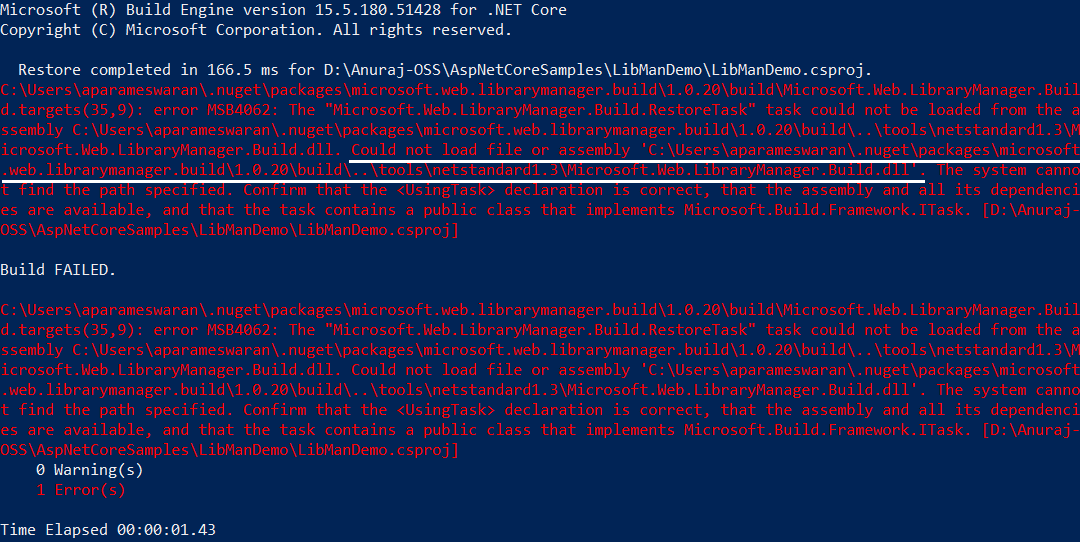 Microsoft (R) Build Engine version 15.5.180.51428 for .NET Core
Copyright (C) Microsoft Corporation. All rights reserved.
Restore completed in 166.5 ms for D:\Anuraj-OSS\AspNetCoreSamples\LibManDemo\LibManDemo.csproj.
C:\Users\aparameswaran\.nuget\packages\microsoft.web.librarymanager.build\1.0.20\build\Microsoft.Web.LibraryManager.Buil
d.targets(35,9): error MSB4062: The "Microsoft.Web.LibraryManager.Build.RestoreTask" task could not be loaded from the a
ssembly C:\Users\aparameswaran\.nuget\packages\microsoft.web.librarymanager.build\1.0.20\build\..\tools\netstandard1.3\M
icrosoft.Web.LibraryManager.Build.dll. Could not load file or assembly 'C:\Users\aparameswaran\.nuget\packages\microsoft
.web.librarymanager.build\1.0.20\build\..\tools\netstandard1.3\Microsoft.Web.LibraryManager.Build.dll'. The system canno
t find the path specified. Confirm that the <UsingTask> declaration is correct, that the assembly and all its dependenci
es are available, and that the task contains a public class that implements Microsoft.Build.Framework.ITask. [D:\Anuraj-
OSS\AspNetCoreSamples\LibManDemo\LibManDemo.csproj]
Build FAILED.
C:\Users\aparameswaran\.nuget\packages\microsoft.web.librarymanager.build\1.0.20\build\Microsoft.Web.LibraryManager.Buil
d.targets(35,9): error MSB4062: The "Microsoft.Web.LibraryManager.Build.RestoreTask" task could not be loaded from the a
ssembly C:\Users\aparameswaran\.nuget\packages\microsoft.web.librarymanager.build\1.0.20\build\..\tools\netstandard1.3\M
icrosoft.Web.LibraryManager.Build.dll. Could not load file or assembly 'C:\Users\aparameswaran\.nuget\packages\microsoft
.web.librarymanager.build\1.0.20\build\..\tools\netstandard1.3\Microsoft.Web.LibraryManager.Build.dll'. The system canno
t find the path specified. Confirm that the <UsingTask> declaration is correct, that the assembly and all its dependenci
es are available, and that the task contains a public class that implements Microsoft.Build.Framework.ITask. [D:\Anuraj-
OSS\AspNetCoreSamples\LibManDemo\LibManDemo.csproj]
0 Warning(s)
1 Error(s)
Time Elapsed 00:00:01.43